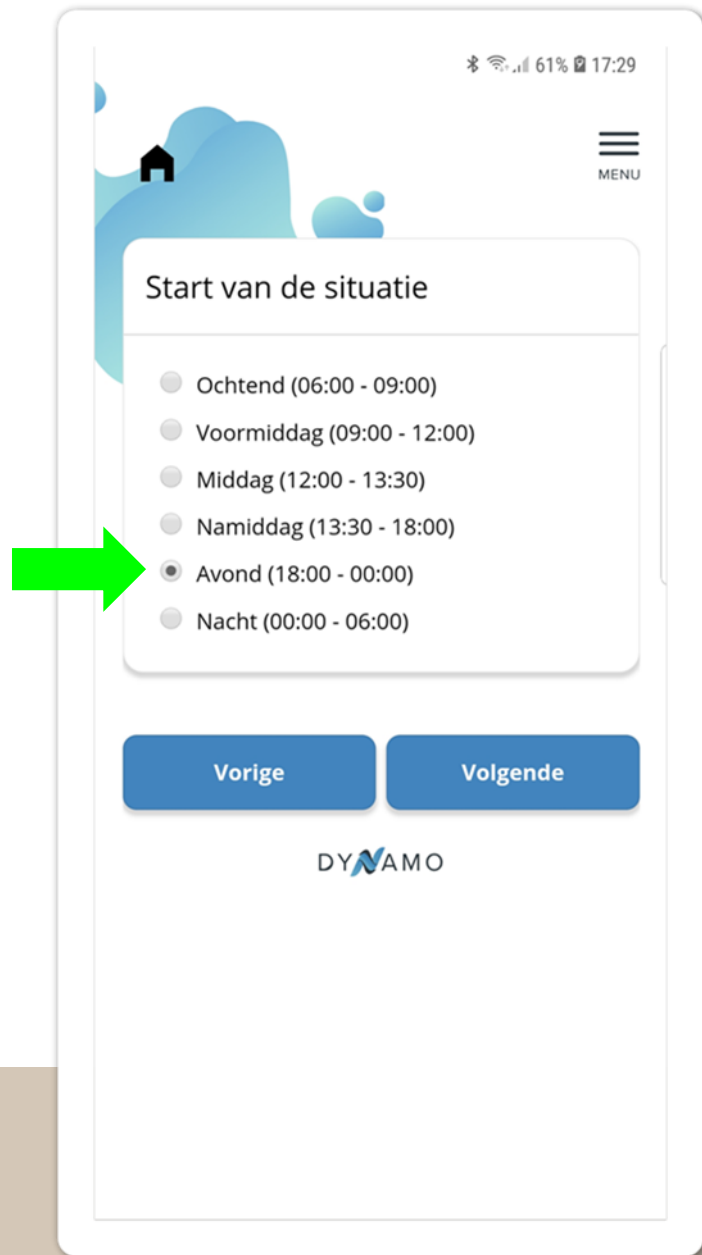 61% 17:29
MENU
Start van de situatie
Ochtend (06:00 - 09:00)
Voormiddag (09:00 - 12:00)
Middag (12:00 - 13:30)
Namiddag (13:30 - 18:00)
Avond (18:00 - 00:00)
Nacht (00:00 - 06:00)
Vorige Volgende
DYNAMO